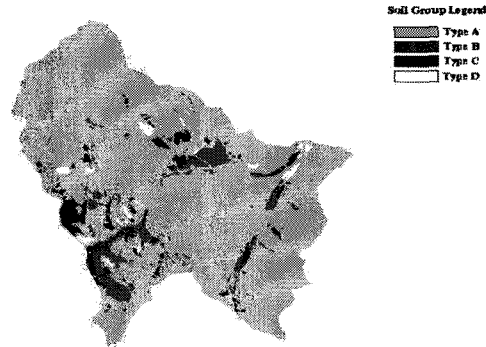 Soil Group Legend
Type A
Type B
Type C
Type D